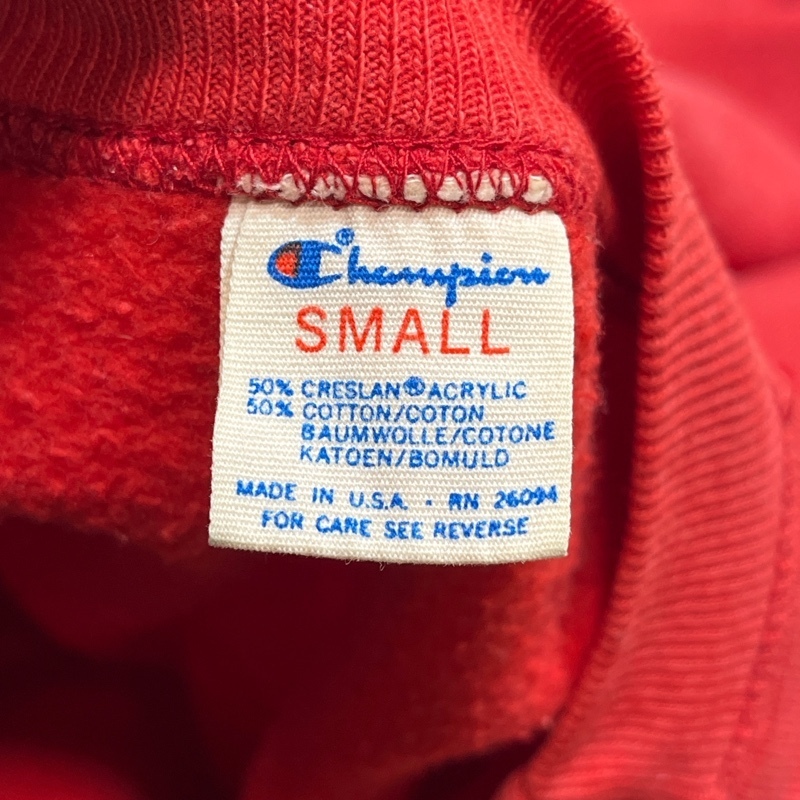 Champion®
SMALL
50% CRESLAN® ACRYLIC
50% COTTON/COTON
BAUMWOLLE/COTONE
KATOEN/BOMULD
MADE IN U.S.A. · RN 26094
FOR CARE SEE REVERSE